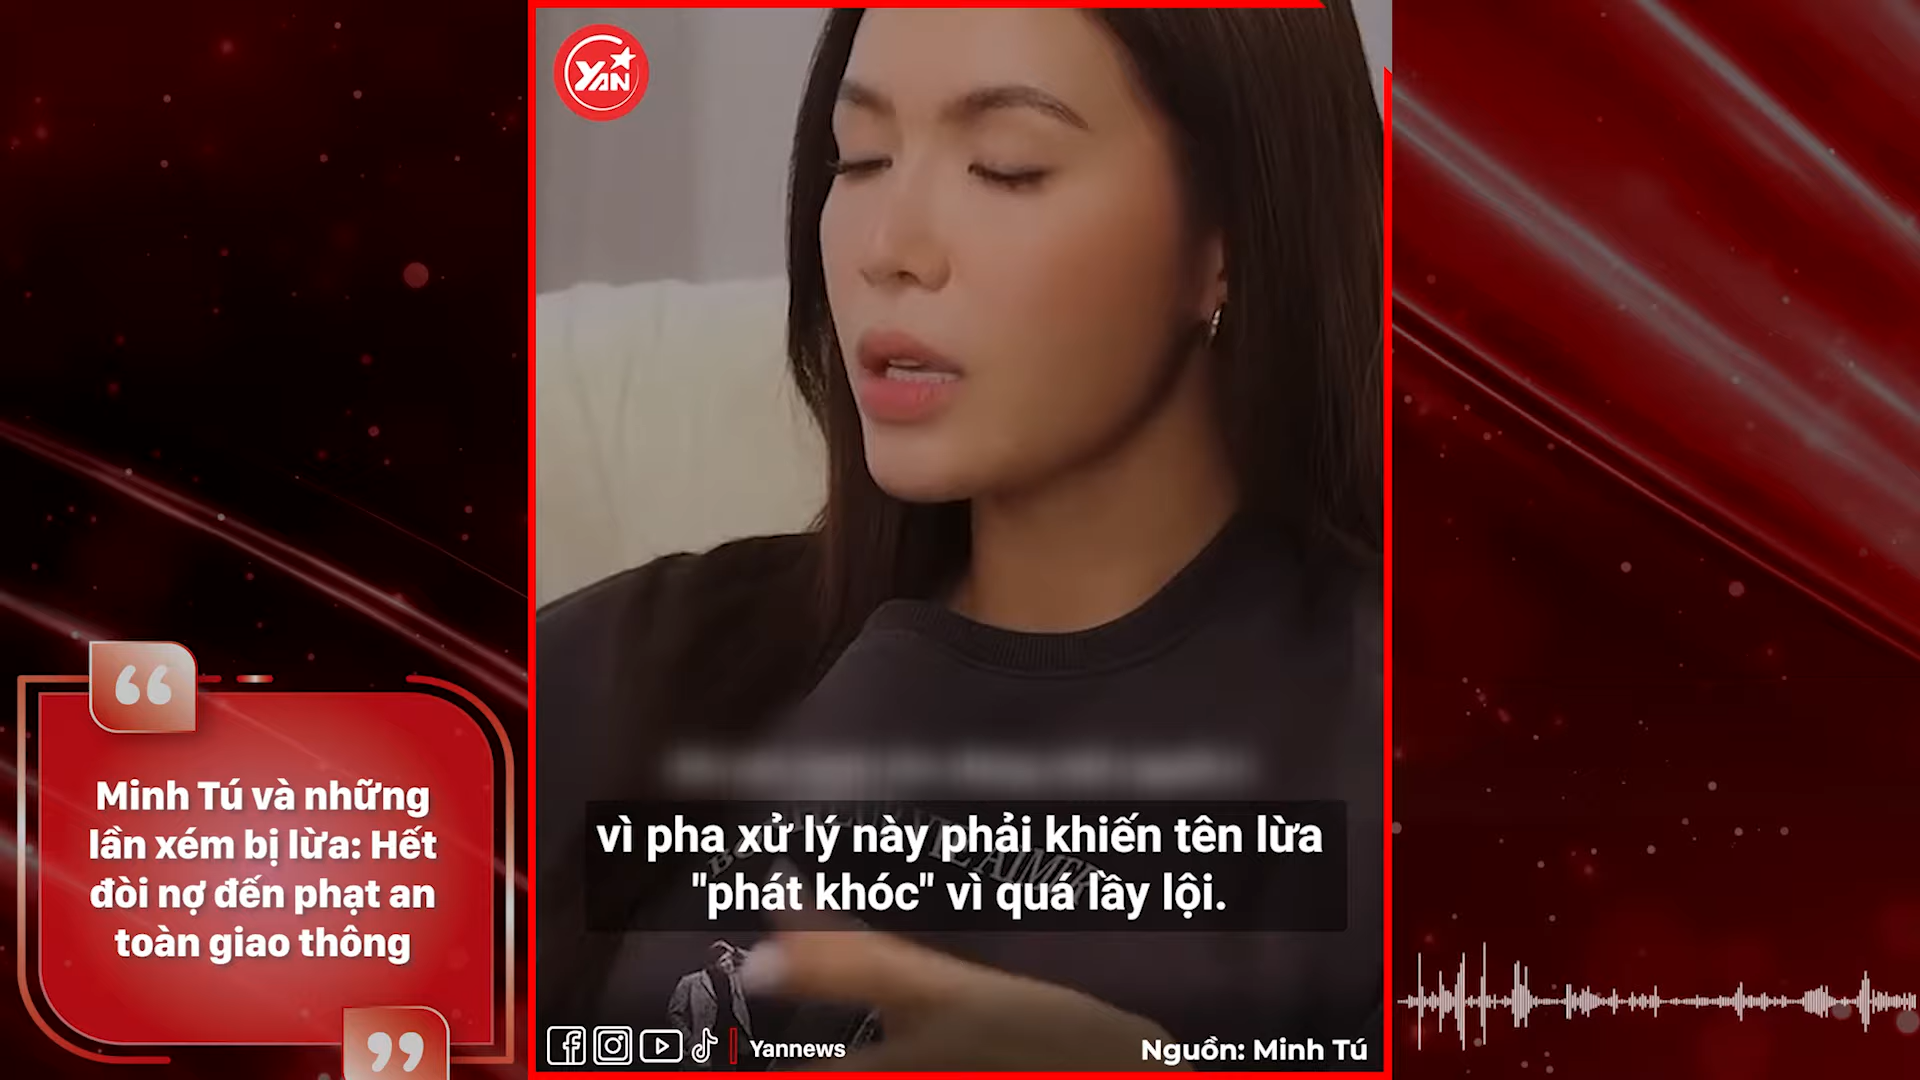 YAN
Minh Tú và những
lần xém bị lừa: Hết
đòi nợ đến phạt an
toàn giao thông
vì pha xử lý này phải khiến tên lừa
"phát khóc" vì quá lầy lội.
Yannews
Nguồn: Minh Tú